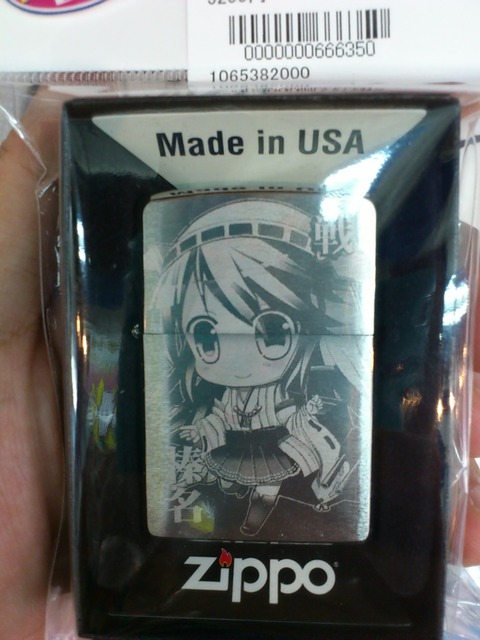 0000000666350
1065382000
Made in USA
戦
榛名
zippo